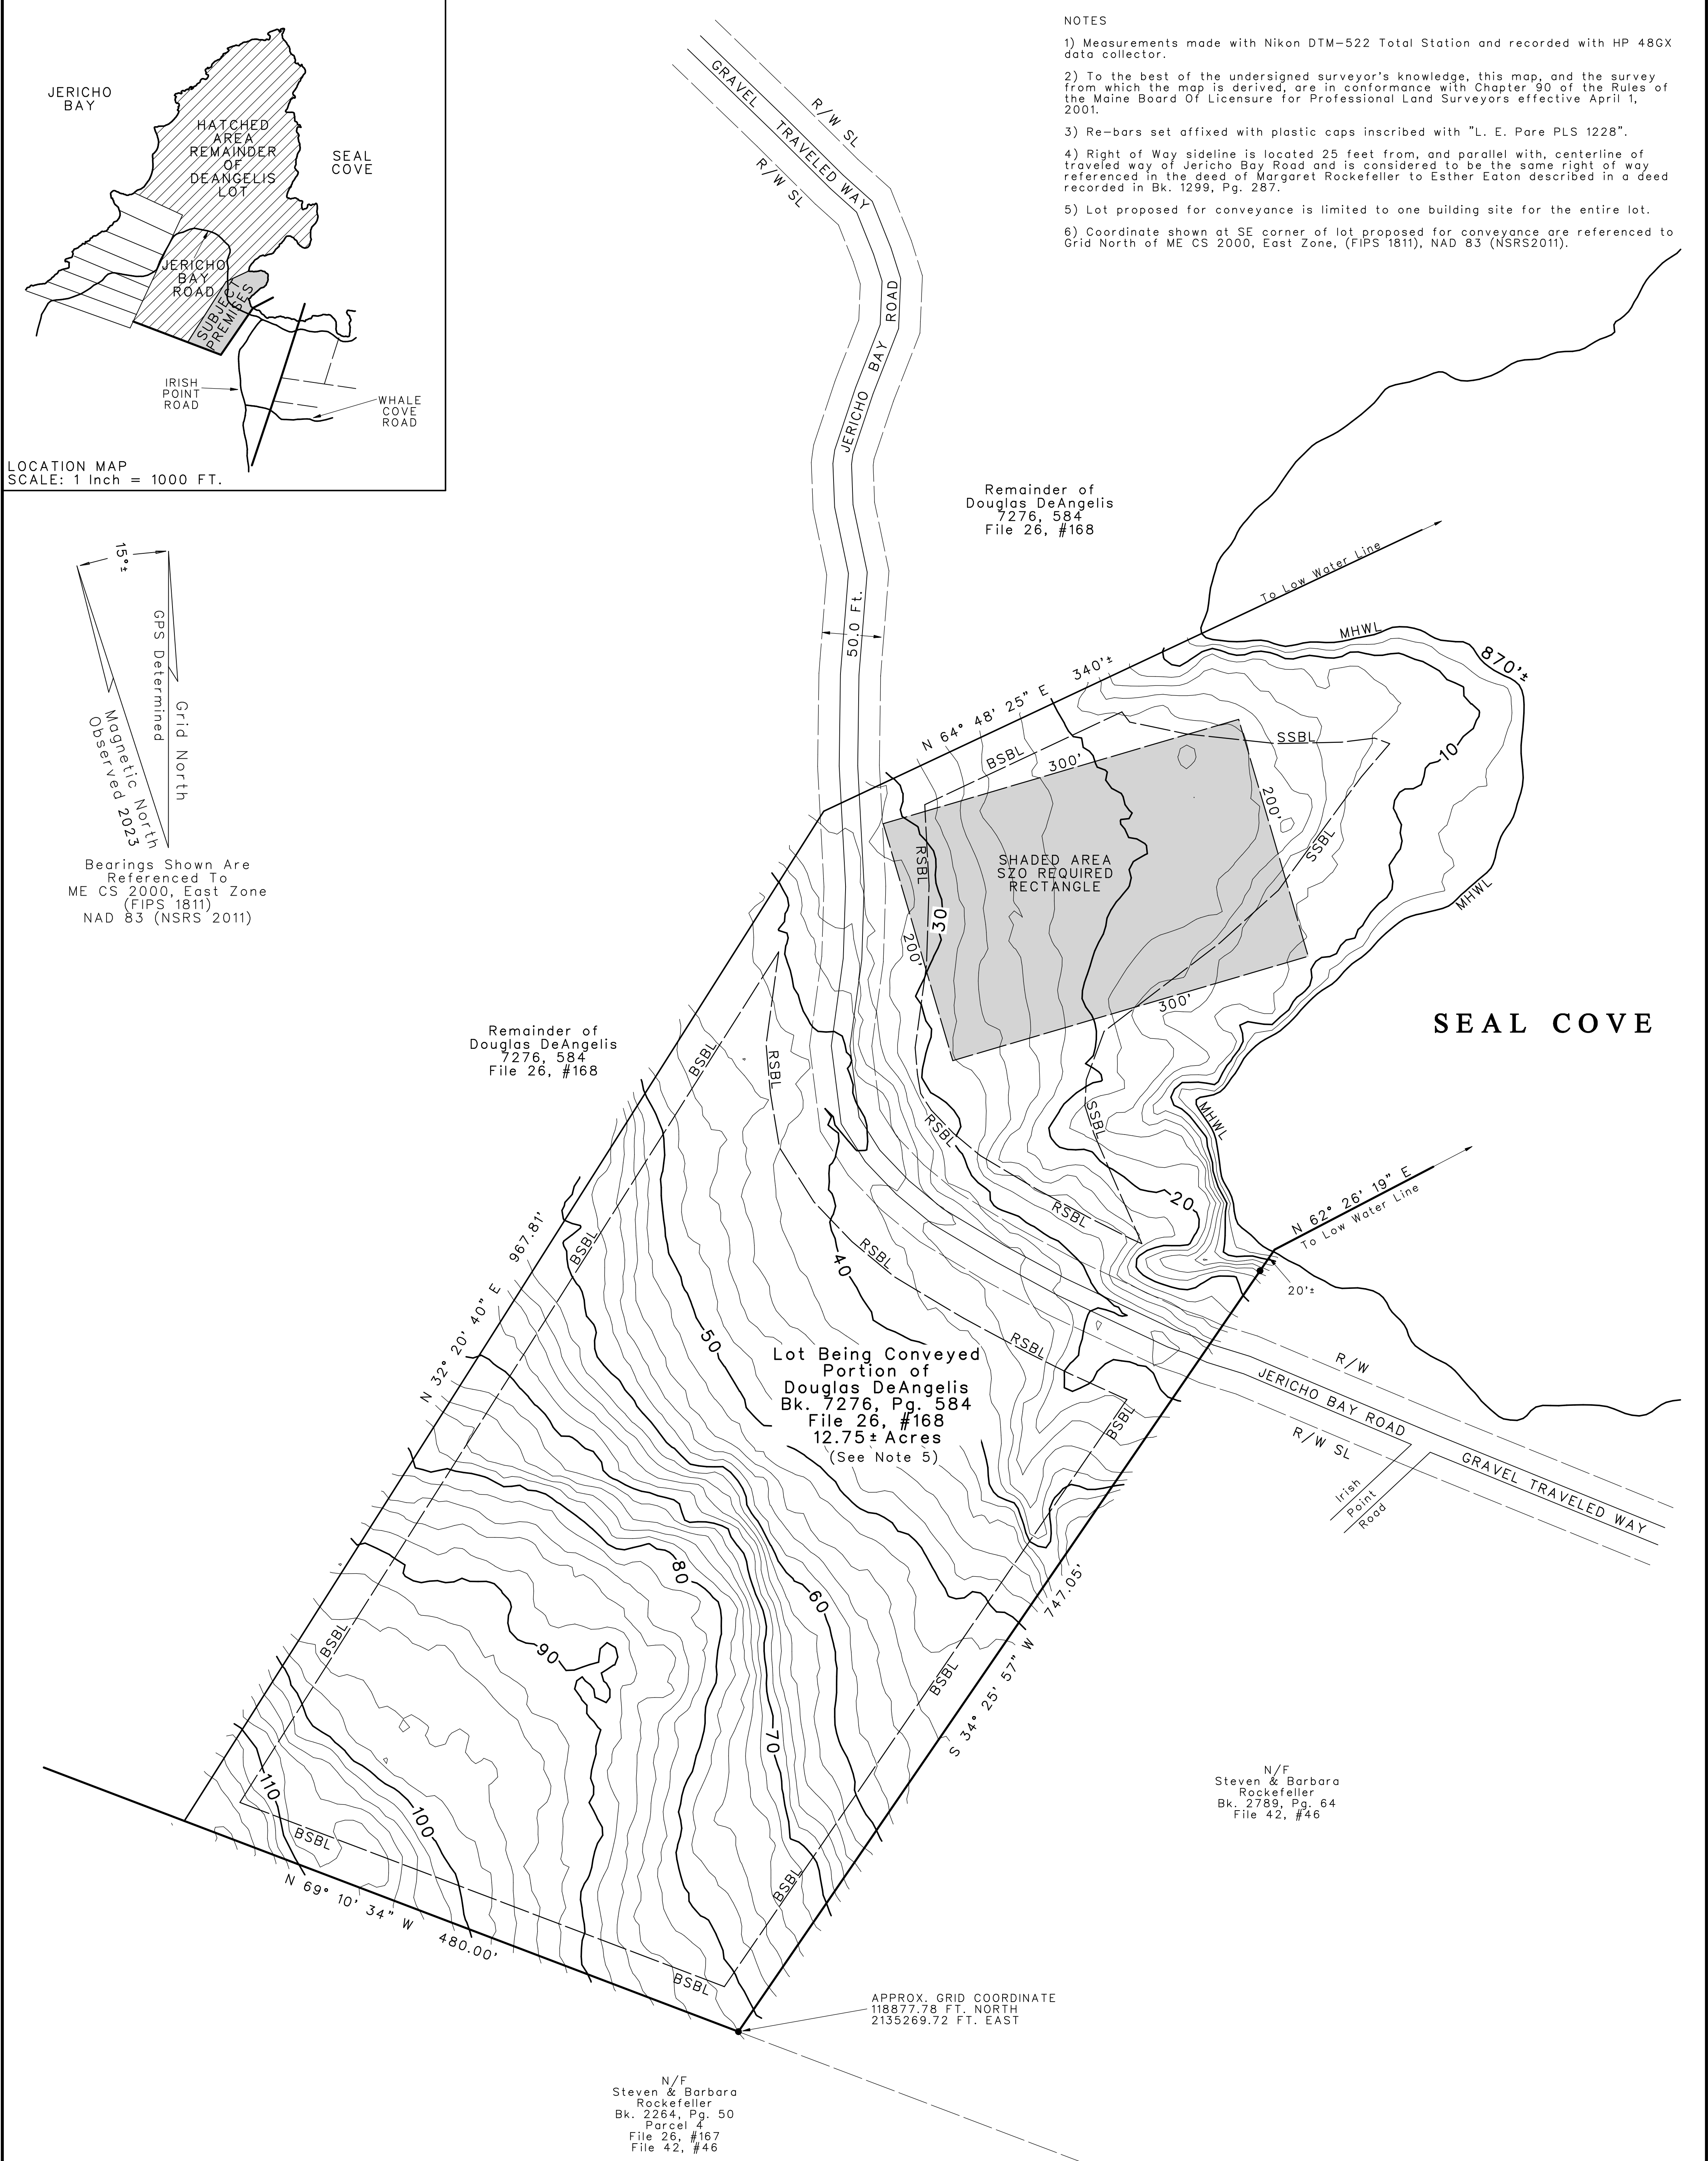 JERICHO
BAY
HATCHED
AREA
REMAINDER
OF
DEANGELIS
LOT
SEAL
COVE
JERICHO
BAY
ROAD
SUBJECT
PREMISES
IRISH
POINT
ROAD
WHALE
COVE
ROAD
LOCATION MAP
SCALE: 1 Inch = 1000 FT.
NOTES
1) Measurements made with Nikon DTM-522 Total Station and recorded with HP 48GX
data collector.
2) To the best of the undersigned surveyor's knowledge, this map, and the survey
from which the map is derived, are in conformance with Chapter 90 of the Rules of
the Maine Board Of Licensure for Professional Land Surveyors effective April 1,
2001.
3) Re-bars set affixed with plastic caps inscribed with "L. E. Pare PLS 1228".
4) Right of Way sideline is located 25 feet from, and parallel with, centerline of
traveled way of Jericho Bay Road and is considered to be the same right of way
referenced in the deed of Margaret Rockefeller to Esther Eaton described in a deed
recorded in Bk. 1299, Pg. 287.
5) Lot proposed for conveyance is limited to one building site for the entire lot.
6) Coordinate shown at SE corner of lot proposed for conveyance are referenced to
Grid North of ME CS 2000, East Zone, (FIPS 1811), NAD 83 (NSRS2011).
GRAVEL TRAVELED WAY
R/W SL
R/W SL
JERICHO BAY ROAD
50.0 Ft.
15°±
GPS Determined
Grid North
Magnetic North
Observed 2023
Bearings Shown Are
Referenced To
ME CS 2000, East Zone
(FIPS 1811)
NAD 83 (NSRS 2011)
Remainder of
Douglas DeAngelis
7276, 584
File 26, #168
To Low Water Line
MHWL
870'±
N 64° 48' 25" E 340'±
BSBL
300'
SSBL
10
200'
SSBL
RSBL
SHADED AREA
SZO REQUIRED
RECTANGLE
MHWL
30
200'
300'
SEAL COVE
Remainder of
Douglas DeAngelis
7276, 584
File 26, #168
BSBL
RSBL
RSBL
SSBL
MHWL
20
RSBL
N 62° 26' 19" E
To Low Water Line
20'±
BSBL
RSBL
40
N 32° 20' 40" E 967.81'
50
RSBL
Lot Being Conveyed
Portion of
Douglas DeAngelis
Bk. 7276, Pg. 584
File 26, #168
12.75± Acres
(See Note 5)
BSBL
R/W
JERICHO BAY ROAD
R/W SL
GRAVEL TRAVELED WAY
Irish
Point
Road
80
60
S 34° 25' 57" W 747.05'
BSBL
90
BSBL
70
110
100
BSBL
BSBL
N 69° 10' 34" W 480.00'
BSBL
N/F
Steven & Barbara
Rockefeller
Bk. 2789, Pg. 64
File 42, #46
APPROX. GRID COORDINATE
118877.78 FT. NORTH
2135269.72 FT. EAST
N/F
Steven & Barbara
Rockefeller
Bk. 2264, Pg. 50
Parcel 4
File 26, #167
File 42, #46